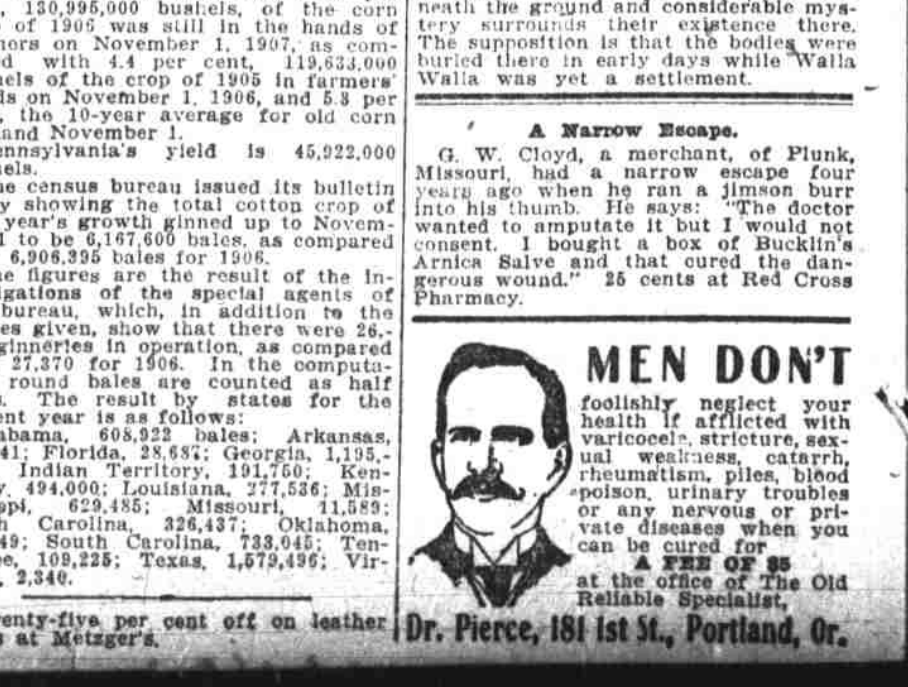 , 130,995,000 bushels, of the corn
of 1906 was still in the hands of
mers on November 1, 1907, as com-
d with 4.4 per cent, 119,633,000
els of the crop of 1905 in farmers'
ds on November 1, 1906, and 5.3 per
, the 10-year average for old corn
and November 1.
ennsylvania's yield is 45,922,000
els.
e census bureau issued its bulletin
y showing the total cotton crop of
year's growth ginned up to Novem-
1 to be 6,167,600 bales, as compared
6,906,395 bales for 1906.
e figures are the result of the in-
igations of the special agents of
bureau, which, in addition to the
es given, show that there were 26,-
ginneries in operation, as compared
27,370 for 1906. In the computa-
round bales are counted as half
s. The result by states for the
ent year is as follows:
abama, 608,922 bales; Arkansas,
41; Florida, 28,687; Georgia, 1,195,-
Indian Territory, 191,750; Ken-
y, 494,000; Louisiana, 277,536; Mis-
ppi, 629,485; Missouri, 11,589;
h Carolina, 326,437; Oklahoma,
49; South Carolina, 733,045; Ten-
e, 109,225; Texas, 1,579,496; Vir-
, 2,340.
enty-five per cent off on leather
s at Metzger's.
neath the ground and considerable mys-
tery surrounds their existence there.
The supposition is that the bodies were
buried there in early days while Walla
Walla was yet a settlement.
A Narrow Escape.
G. W. Cloyd, a merchant, of Plunk,
Missouri, had a narrow escape four
years ago when he ran a jimson burr
into his thumb. He says: "The doctor
wanted to amputate it but I would not
consent. I bought a box of Bucklin's
Arnica Salve and that cured the dan-
gerous wound." 25 cents at Red Cross
Pharmacy.
MEN DON'T
foolishly neglect your
health if afflicted with
varicocele, stricture, sex-
ual weakness, catarrh,
rheumatism, piles, blood
poison, urinary troubles
or any nervous or pri-
vate diseases when you
can be cured for
A FEE OF $5
at the office of The Old
Reliable Specialist,
Dr. Pierce, 181 1st St., Portland, Or.